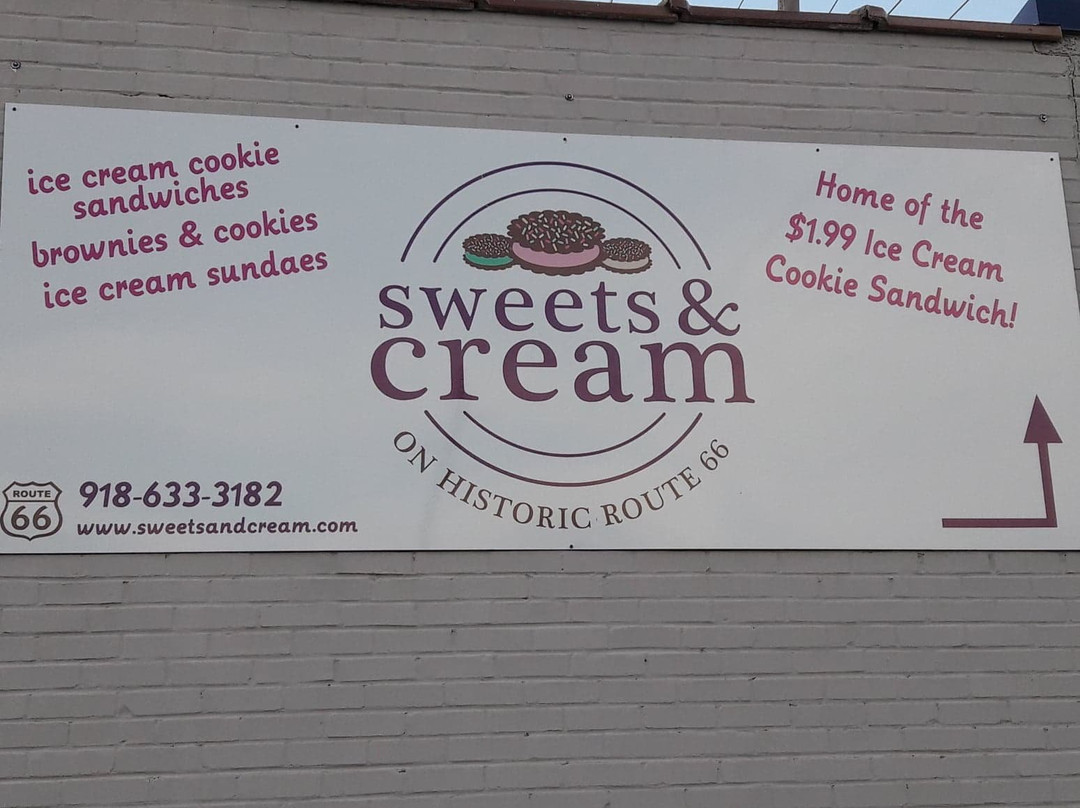 ice cream cookie
sandwiches
brownies & cookies
ice cream sundaes
sweets &
cream
ON HISTORIC ROUTE 66
Home of the
$1.99 Ice Cream
Cookie Sandwich!
ROUTE
66
918-633-3182
www.sweetsandcream.com